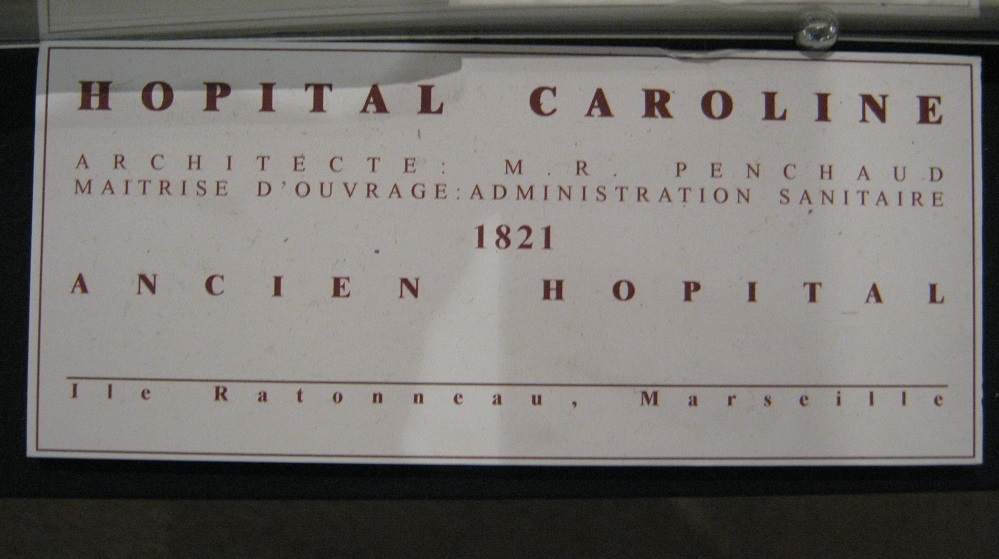 HOPITAL CAROLINE
ARCHITECTE: M.R. PENCHAUD
MAITRISE D'OUVRAGE:ADMINISTRATION SANITAIRE
1821
ANCIEN HOPITAL
Ile Ratonneau, Marseille